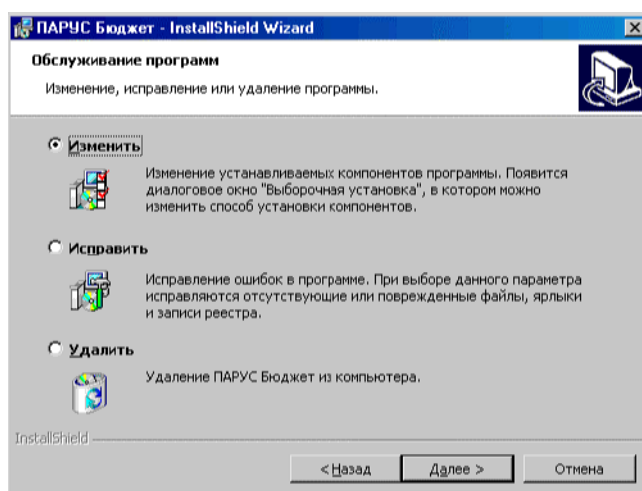 ПАРУС Бюджет - InstallShield Wizard
Обслуживание программ
Изменение, исправление или удаление программы.
Изменить
Изменение устанавливаемых компонентов программы. Появится
диалоговое окно "Выборочная установка", в котором можно
изменить способ установки компонентов.
Исправить
Исправление ошибок в программе. При выборе данного параметра
исправляются отсутствующие или поврежденные файлы, ярлыки
и записи реестра.
Удалить
Удаление ПАРУС Бюджет из компьютера.
InstallShield
< Назад Далее > Отмена